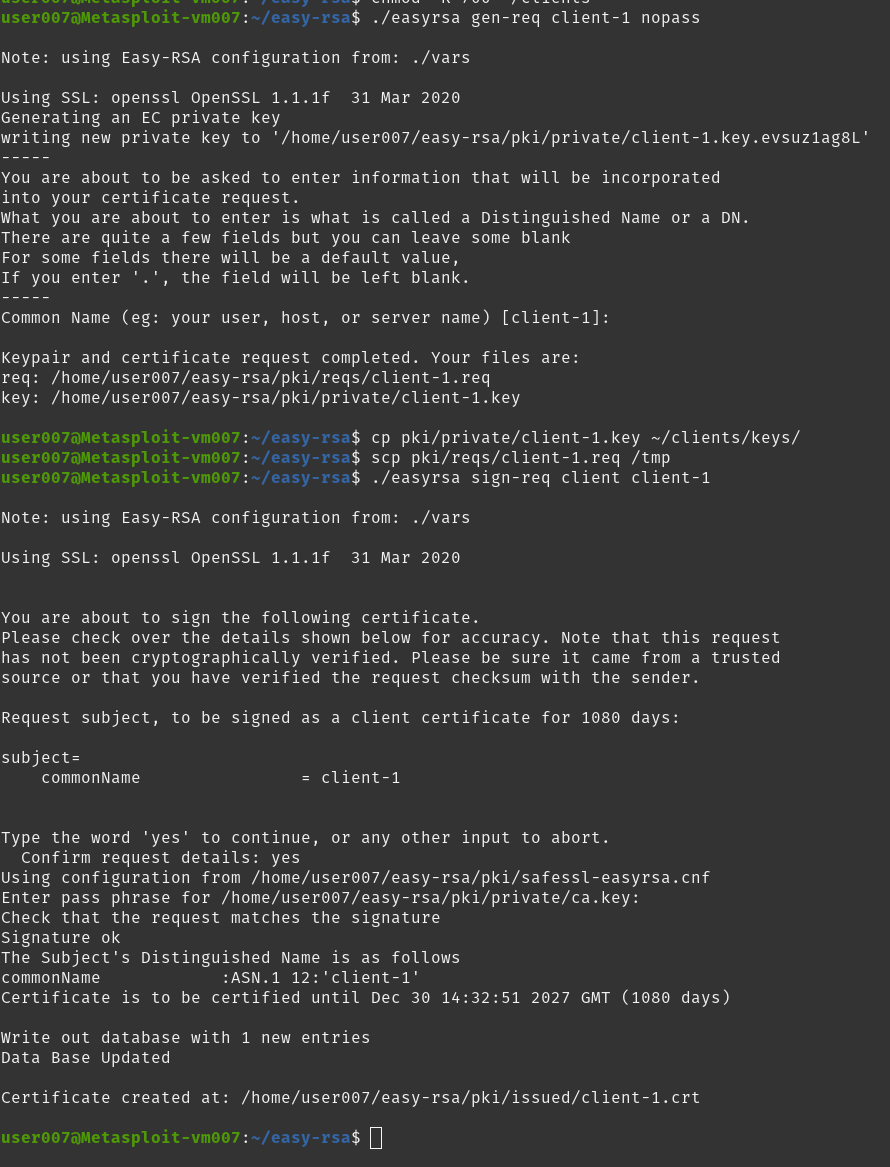 user007@Metasploit-vm007:~/easy-rsa$ ./easyrsa gen-req client-1 nopass
Note: using Easy-RSA configuration from: ./vars
Using SSL: openssl OpenSSL 1.1.1f  31 Mar 2020
Generating an EC private key
writing new private key to '/home/user007/easy-rsa/pki/private/client-1.key.evsuz1ag8L'
-----
You are about to be asked to enter information that will be incorporated
into your certificate request.
What you are about to enter is what is called a Distinguished Name or a DN.
There are quite a few fields but you can leave some blank
For some fields there will be a default value,
If you enter '.', the field will be left blank.
-----
Common Name (eg: your user, host, or server name) [client-1]:
Keypair and certificate request completed. Your files are:
req: /home/user007/easy-rsa/pki/reqs/client-1.req
key: /home/user007/easy-rsa/pki/private/client-1.key
user007@Metasploit-vm007:~/easy-rsa$ cp pki/private/client-1.key ~/clients/keys/
user007@Metasploit-vm007:~/easy-rsa$ scp pki/reqs/client-1.req /tmp
user007@Metasploit-vm007:~/easy-rsa$ ./easyrsa sign-req client client-1
Note: using Easy-RSA configuration from: ./vars
Using SSL: openssl OpenSSL 1.1.1f  31 Mar 2020
You are about to sign the following certificate.
Please check over the details shown below for accuracy. Note that this request
has not been cryptographically verified. Please be sure it came from a trusted
source or that you have verified the request checksum with the sender.
Request subject, to be signed as a client certificate for 1080 days:
subject=
    commonName                = client-1
Type the word 'yes' to continue, or any other input to abort.
  Confirm request details: yes
Using configuration from /home/user007/easy-rsa/pki/safessl-easyrsa.cnf
Enter pass phrase for /home/user007/easy-rsa/pki/private/ca.key:
Check that the request matches the signature
Signature ok
The Subject's Distinguished Name is as follows
commonName            :ASN.1 12:'client-1'
Certificate is to be certified until Dec 30 14:32:51 2027 GMT (1080 days)
Write out database with 1 new entries
Data Base Updated
Certificate created at: /home/user007/easy-rsa/pki/issued/client-1.crt
user007@Metasploit-vm007:~/easy-rsa$